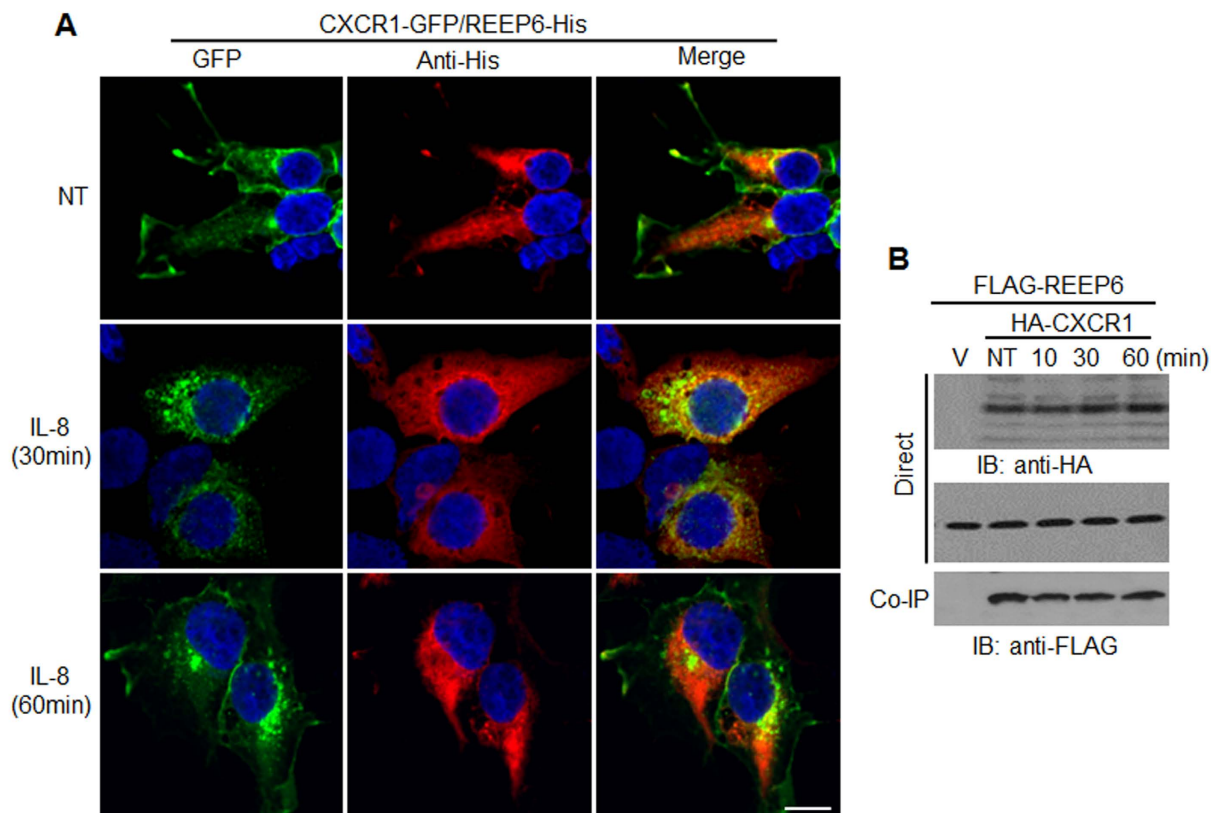 A
CXCR1-GFP/REEP6-His
GFP Anti-His Merge
NT
IL-8
(30min)
IL-8
(60min)
B
FLAG-REEP6
HA-CXCR1
V NT 10 30 60 (min)
Direct
IB: anti-HA
Co-IP
IB: anti-FLAG